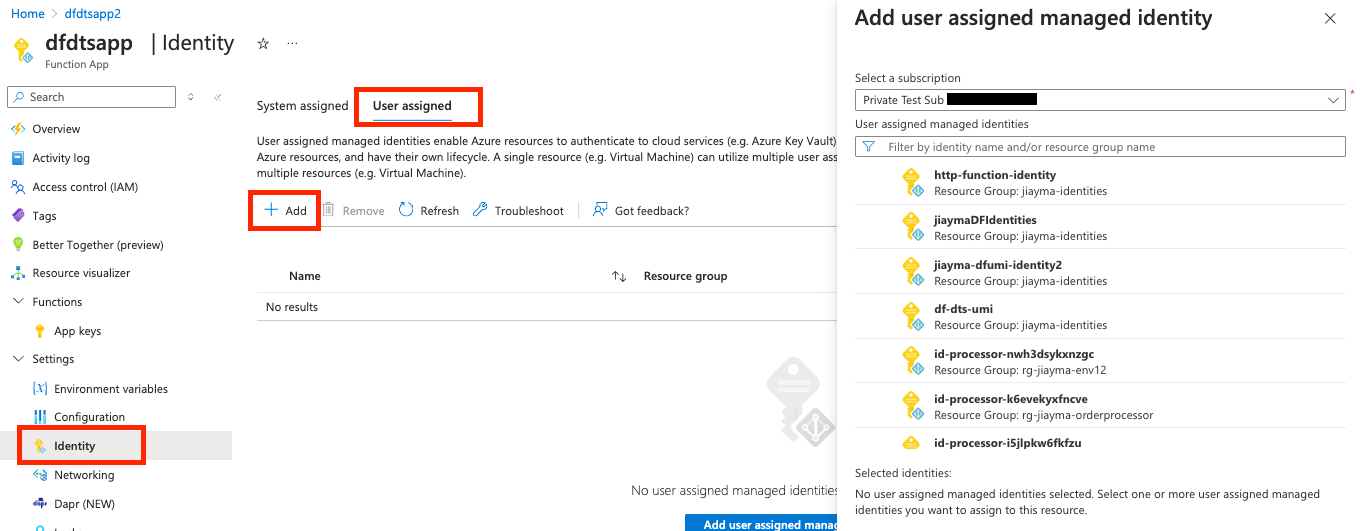 Home > dfdtsapp2
dfdtsapp | Identity
Function App
Search
Overview
Activity log
Access control (IAM)
Tags
Better Together (preview)
Resource visualizer
Functions
App keys
Settings
Environment variables
Configuration
Identity
Networking
Dapr (NEW)
System assigned User assigned
User assigned managed identities enable Azure resources to authenticate to cloud services (e.g. Azure Key Vault)
Azure resources, and have their own lifecycle. A single resource (e.g. Virtual Machine) can utilize multiple user assi
multiple resources (e.g. Virtual Machine).
Add Remove Refresh Troubleshoot Got feedback?
Name Resource group
No results
No user assigned managed identities
Add user assigned manag
Add user assigned managed identity
Select a subscription
Private Test Sub
*
User assigned managed identities
Filter by identity name and/or resource group name
http-function-identity
Resource Group: jiayma-identities
jiaymaDFIdentities
Resource Group: jiayma-identities
jiayma-dfumi-identity2
Resource Group: jiayma-identities
df-dts-umi
Resource Group: jiayma-identities
id-processor-nwh3dsykxnzgc
Resource Group: rg-jiayma-env12
id-processor-k6evekyxfncve
Resource Group: rg-jiayma-orderprocessor
id-processor-i5jlpkw6fkfzu
Selected identities:
No user assigned managed identities selected. Select one or more user assigned managed
identities you want to assign to this resource.